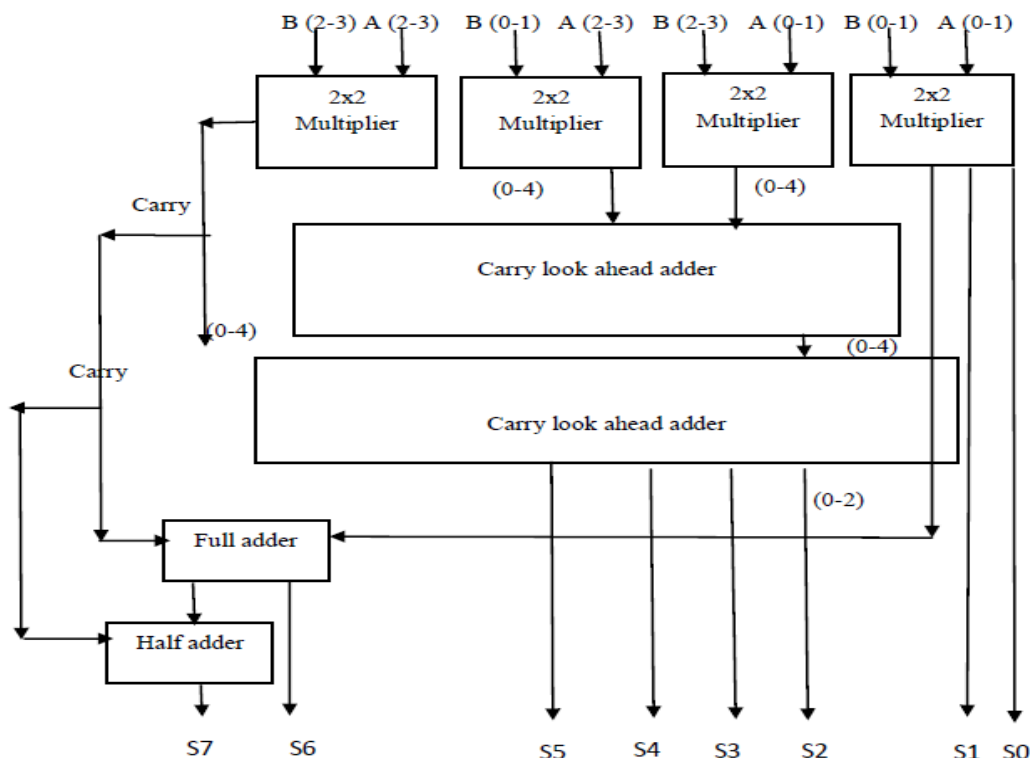 B (2-3) A (2-3) B (0-1) A (2-3) B (2-3) A (0-1) B (0-1) A (0-1)
2x2
Multiplier
2x2
Multiplier
2x2
Multiplier
2x2
Multiplier
(0-4)
(0-4)
Carry
Carry look ahead adder
(0-4)
(0-4)
Carry
Carry look ahead adder
(0-2)
Full adder
Half adder
S7 S6 S5 S4 S3 S2 S1 S0